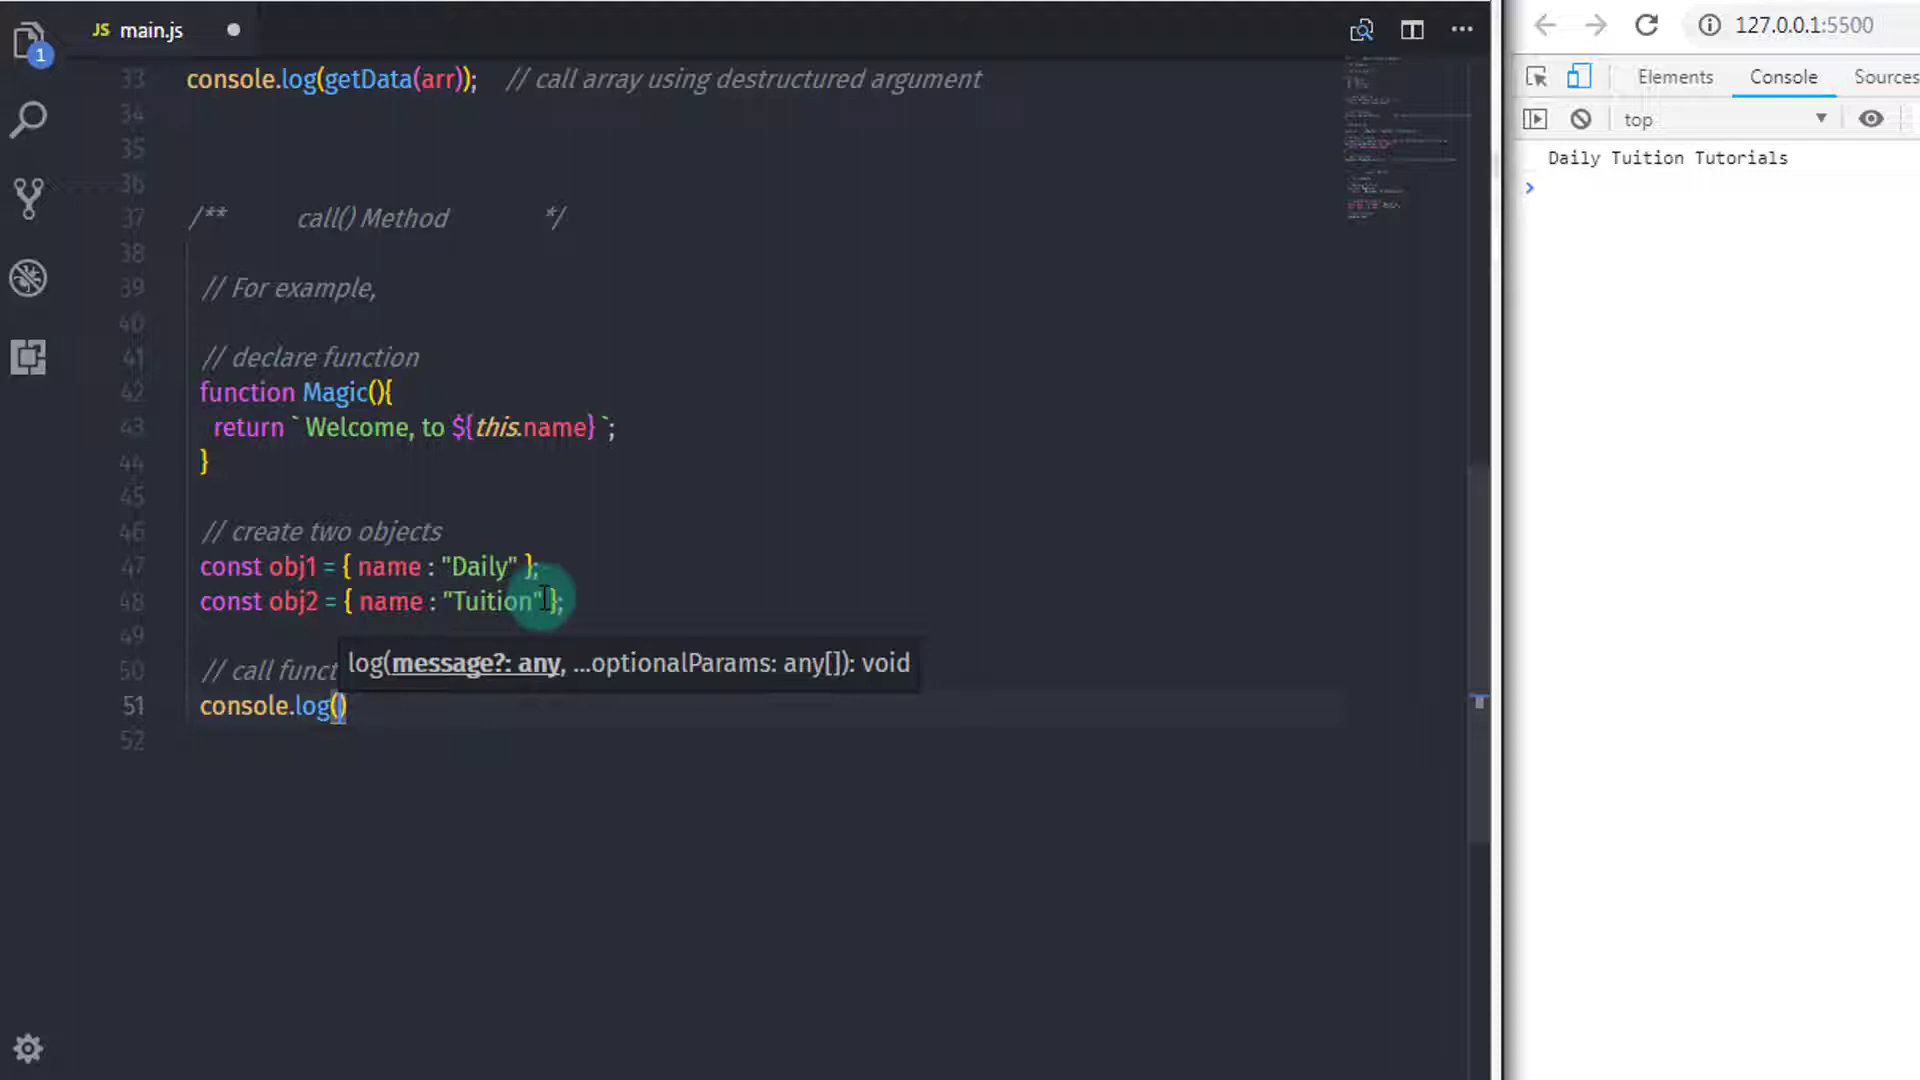 JS main.js
1
33 console.log(getData(arr)); // call array using destructured argument
34
35
36
37 /** call() Method */
38
39 // For example,
40
41 // declare function
42 function Magic(){
43 return ` Welcome, to ${this.name} `;
44 }
45
46 // create two objects
47 const obj1 = { name : "Daily" };
48 const obj2 = { name : "Tuition" };
49
50 // call funct
log(message?: any, ...optionalParams: any[]): void
51 console.log()
52
127.0.0.1:5500
Elements Console Sources
top
Daily Tuition Tutorials